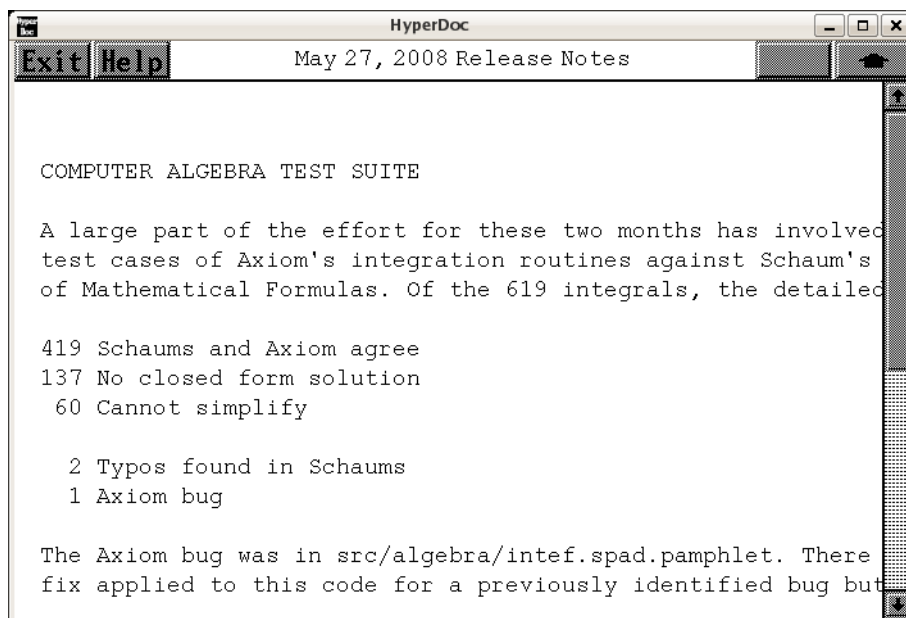 Hyper Doc
HyperDoc
Exit Help
May 27, 2008 Release Notes
COMPUTER ALGEBRA TEST SUITE
A large part of the effort for these two months has involved
test cases of Axiom's integration routines against Schaum's
of Mathematical Formulas. Of the 619 integrals, the detailed
419 Schaums and Axiom agree
137 No closed form solution
60 Cannot simplify
2 Typos found in Schaums
1 Axiom bug
The Axiom bug was in src/algebra/intef.spad.pamphlet. There
fix applied to this code for a previously identified bug but